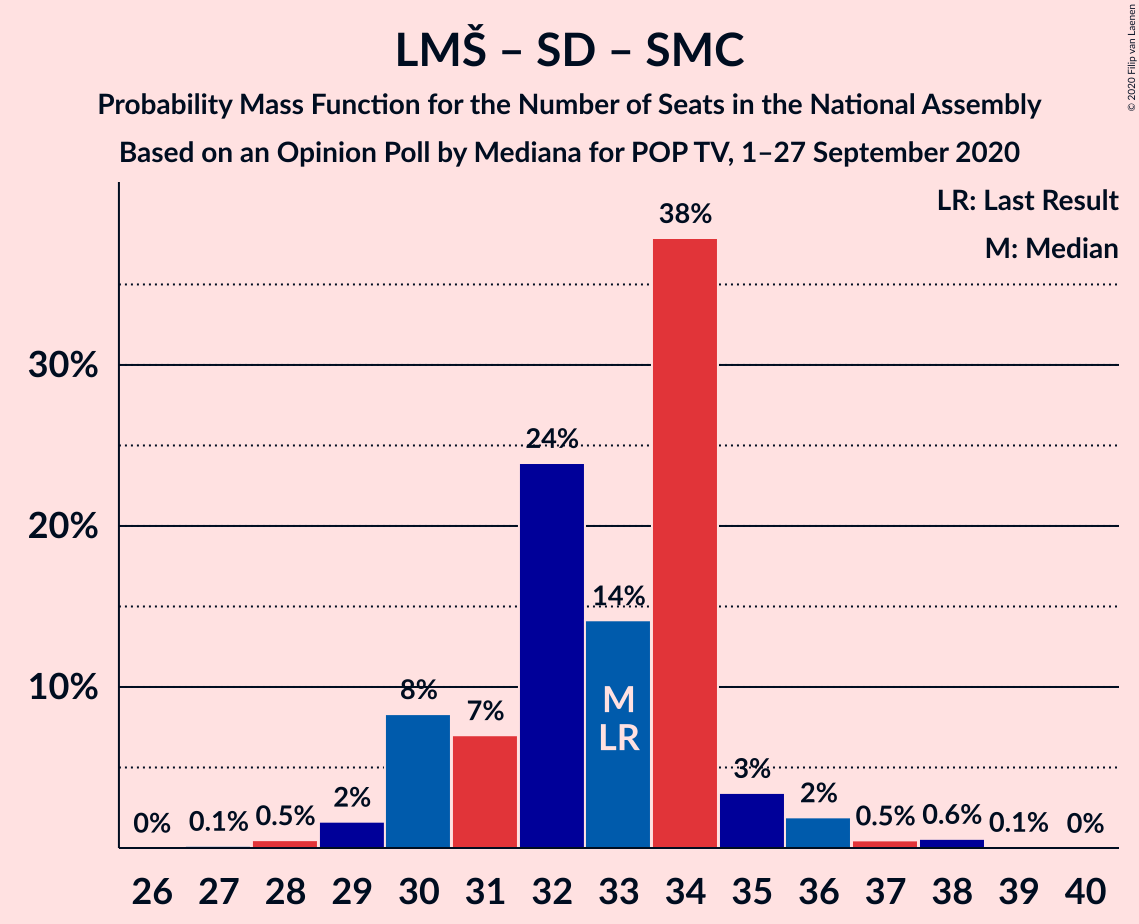 LMŠ – SD – SMC
Probability Mass Function for the Number of Seats in the National Assembly
Based on an Opinion Poll by Mediana for POP TV, 1–27 September 2020
© 2020 Filip van Laenen
LR: Last Result
M: Median
38%
30%
24%
20%
14%
10%
M
LR
8%
7%
3%
2%
2%
0%
0.1%
0.5%
0.5%
0.6%
0.1%
0%
26 27 28 29 30 31 32 33 34 35 36 37 38 39 40